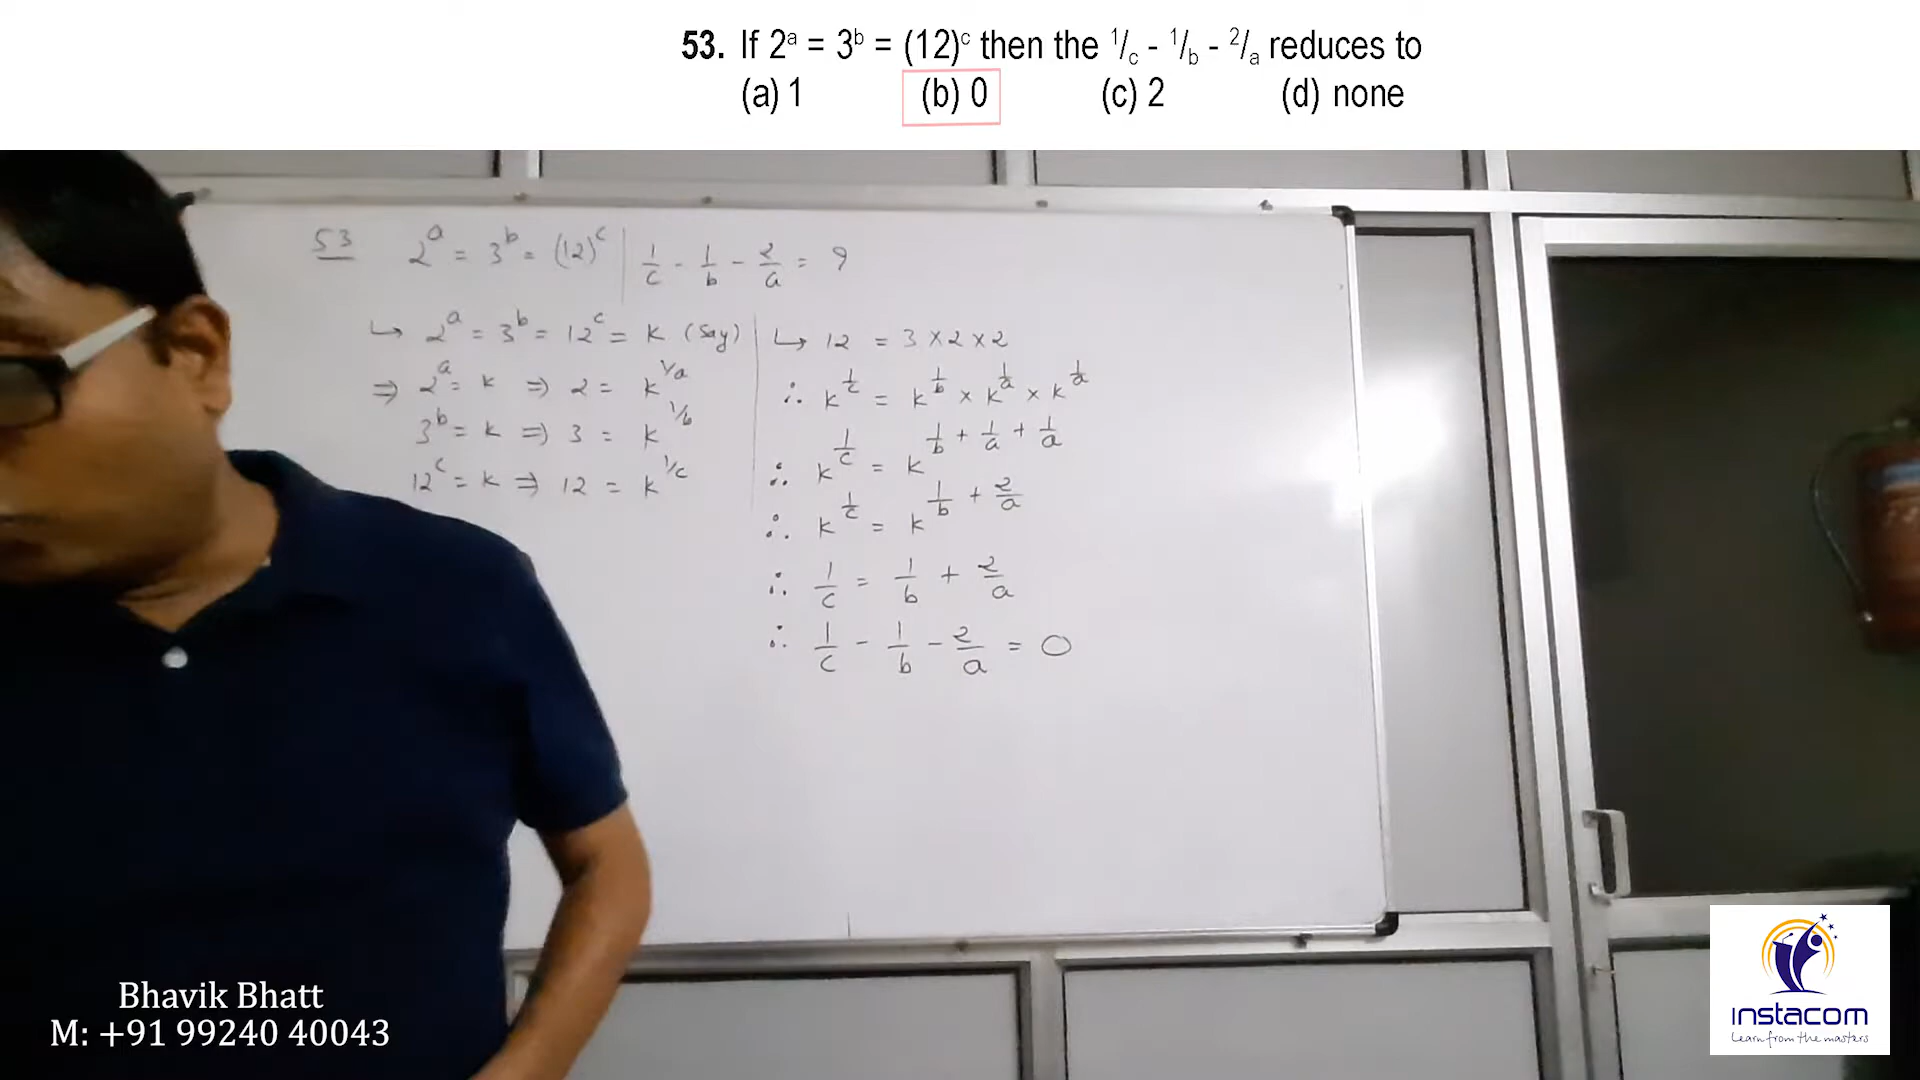 53. If 2ᵃ = 3ᵇ = (12)ᶜ then the ¹/c - ¹/b - ²/a reduces to
(a) 1 (b) 0 (c) 2 (d) none
53 2ᵃ = 3ᵇ = (12)ᶜ | 1/c - 1/b - 2/a = ?
↳ 2ᵃ = 3ᵇ = 12ᶜ = k (Say)
⇒ 2ᵃ = k ⇒ 2 = k^1/a
3ᵇ = k ⇒ 3 = k^1/b
12ᶜ = k ⇒ 12 = k^1/c
↳ 12 = 3 × 2 × 2
∴ k^1/c = k^1/b × k^1/a × k^1/a
∴ k^1/c = k^1/b + 1/a + 1/a
∴ k^1/c = k^1/b + 2/a
∴ 1/c = 1/b + 2/a
∴ 1/c - 1/b - 2/a = 0
Bhavik Bhatt
M: +91 99240 40043
instacom
Learn from the masters